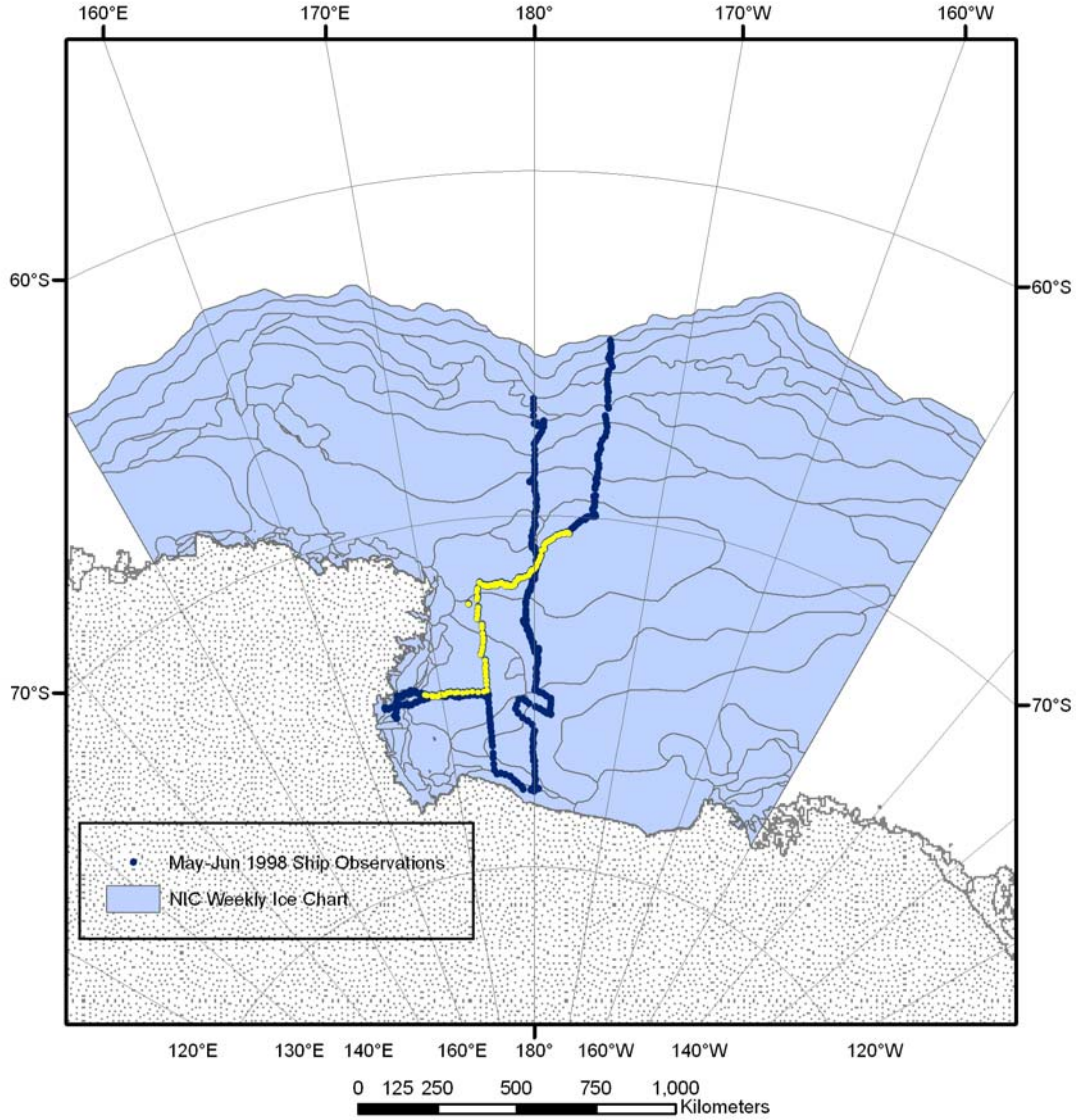 160°E 170°E 180° 170°W 160°W
60°S 60°S
70°S 70°S
May-Jun 1998 Ship Observations
NIC Weekly Ice Chart
120°E 130°E 140°E 160°E 180° 160°W 140°W 120°W
0 125 250 500 750 1,000
Kilometers